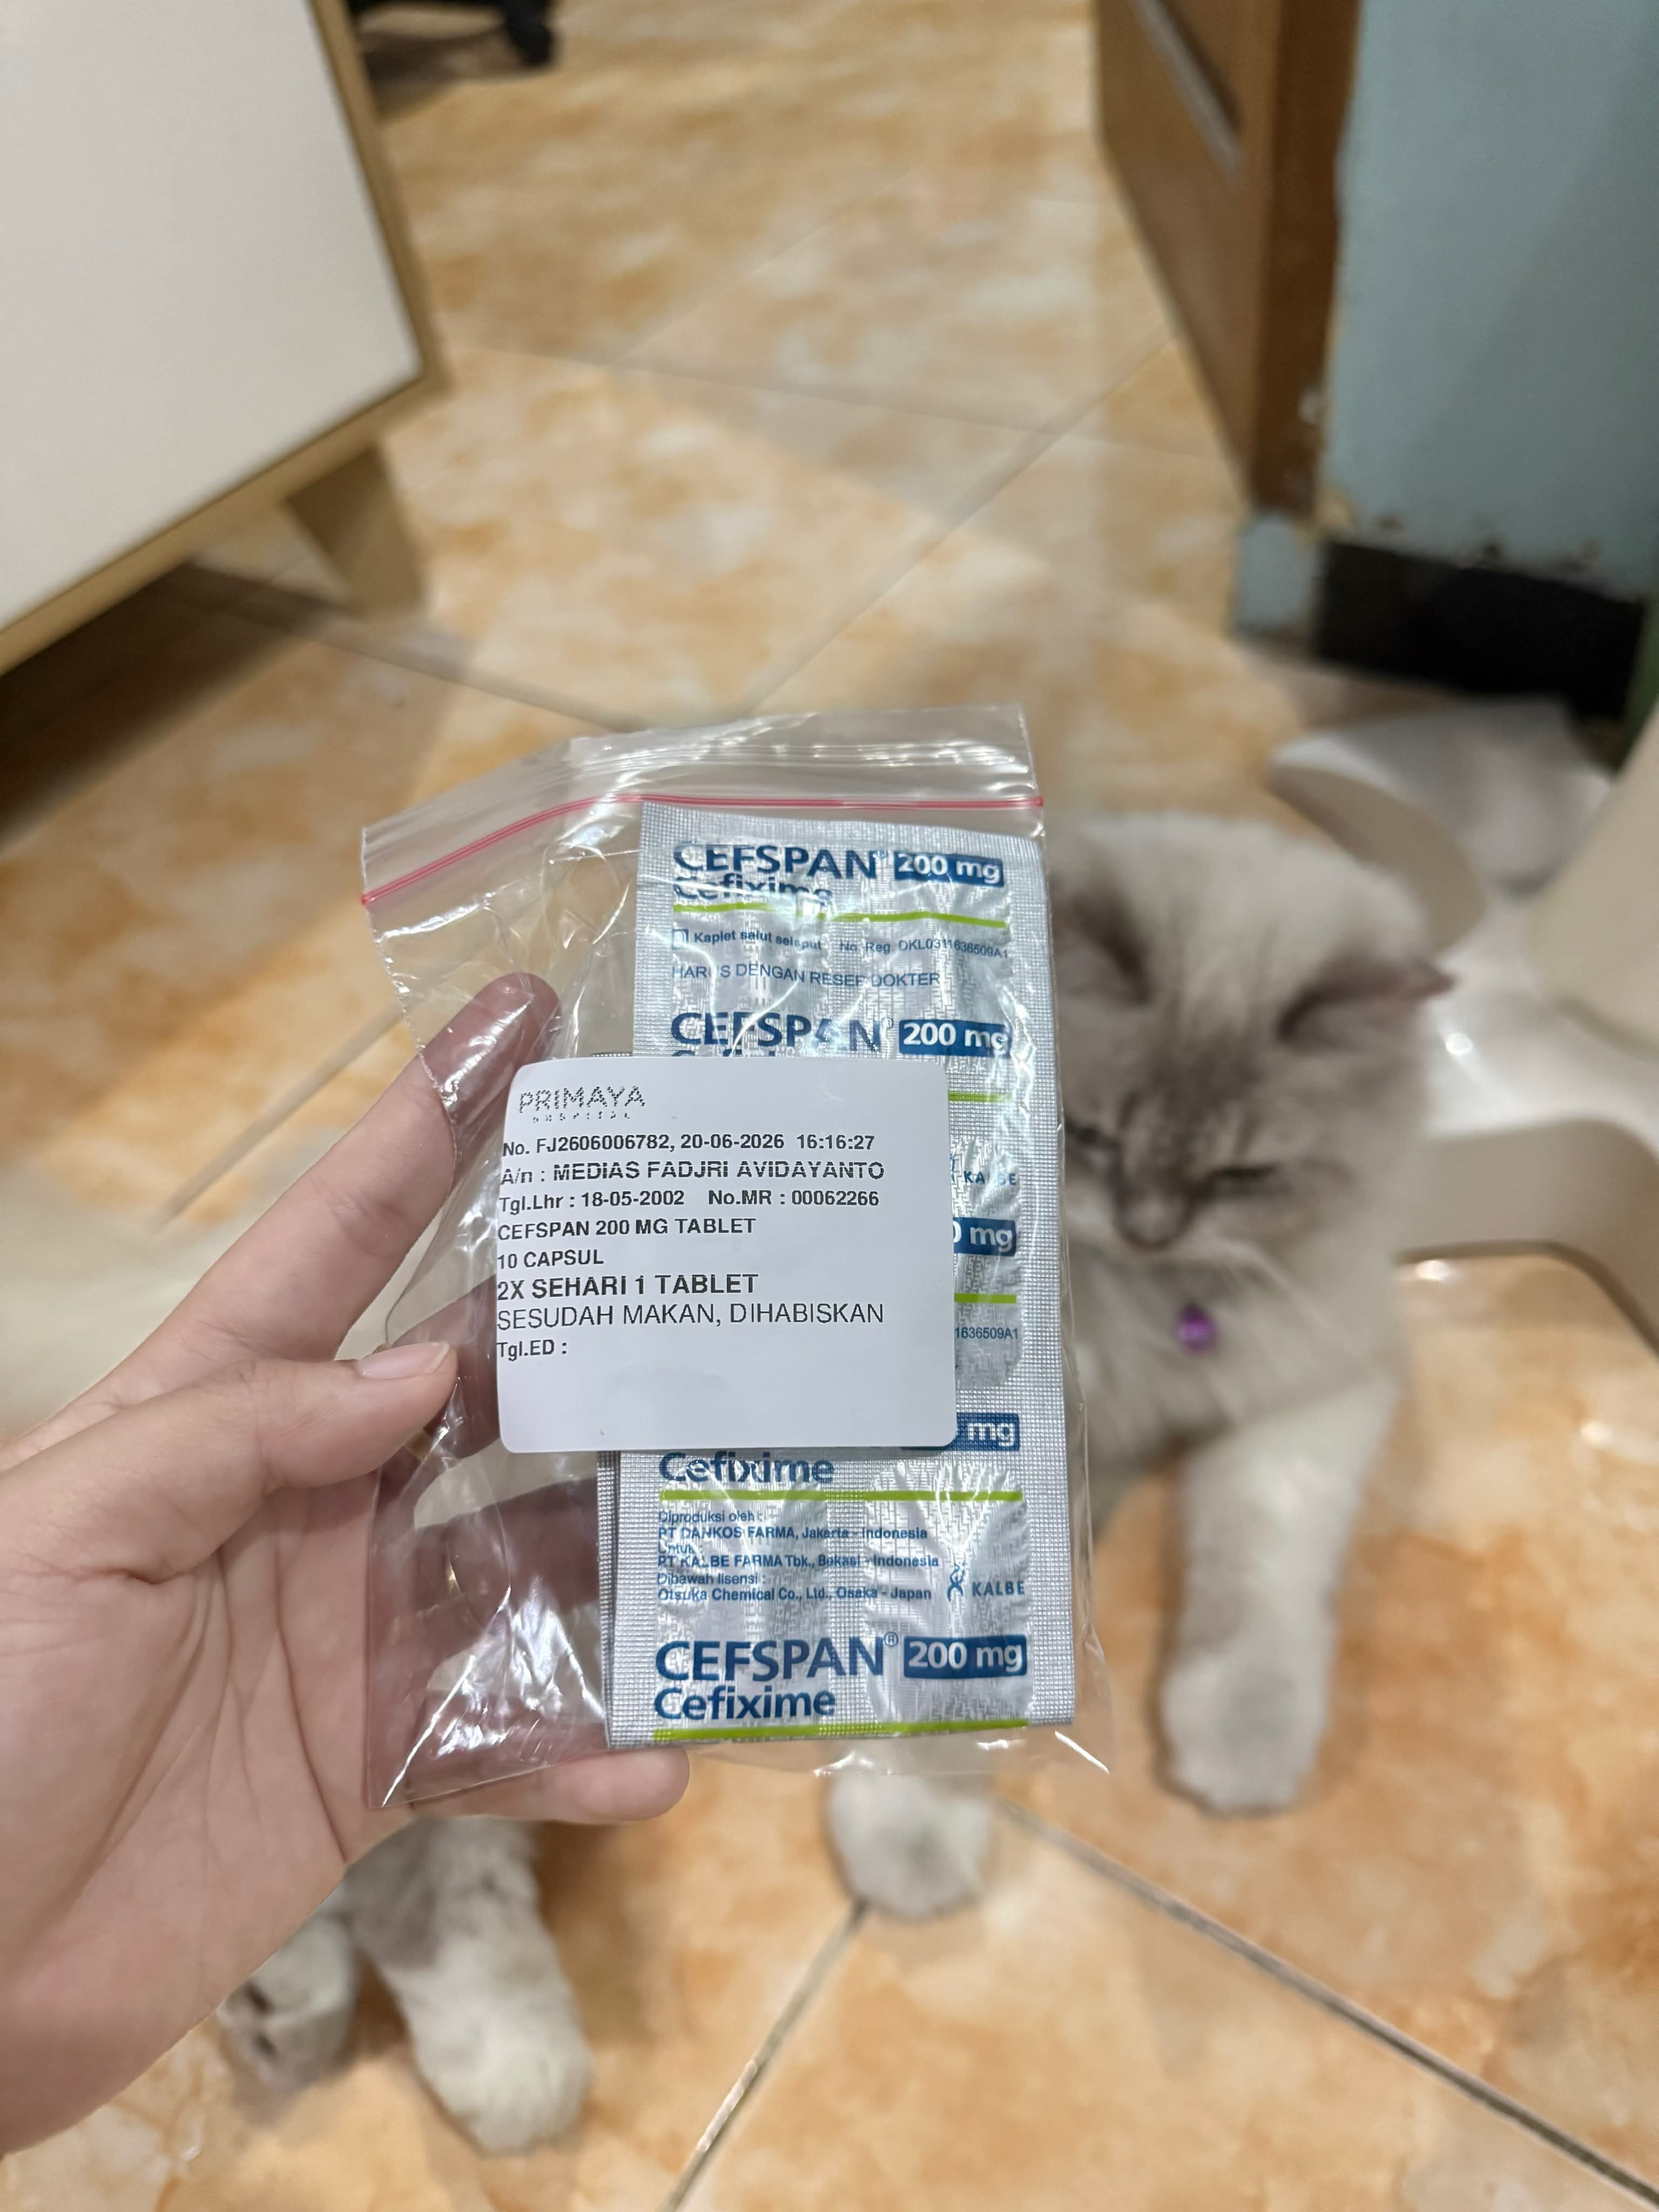 CEFSPAN® 200 mg
Cefixime
Kaplet salut selaput No. Reg. DKL0311636509A1
HARUS DENGAN RESEP DOKTER
CEFSPAN® 200 mg
PRIMAYA
HOSPITAL
No. FJ2606006782, 20-06-2026 16:16:27
A/n : MEDIAS FADJRI AVIDAYANTO
Tgl.Lhr : 18-05-2002 No.MR : 00062266
CEFSPAN 200 MG TABLET
10 CAPSUL
2X SEHARI 1 TABLET
SESUDAH MAKAN, DIHABISKAN
Tgl.ED :
KALBE
mg
1636509A1
mg
Cefixime
Diproduksi oleh :
PT DANKOS FARMA, Jakarta - Indonesia
Untuk :
PT KALBE FARMA Tbk., Bekasi - Indonesia
Dibawah lisensi :
Otsuka Chemical Co., Ltd., Osaka - Japan
KALBE
CEFSPAN® 200 mg
Cefixime